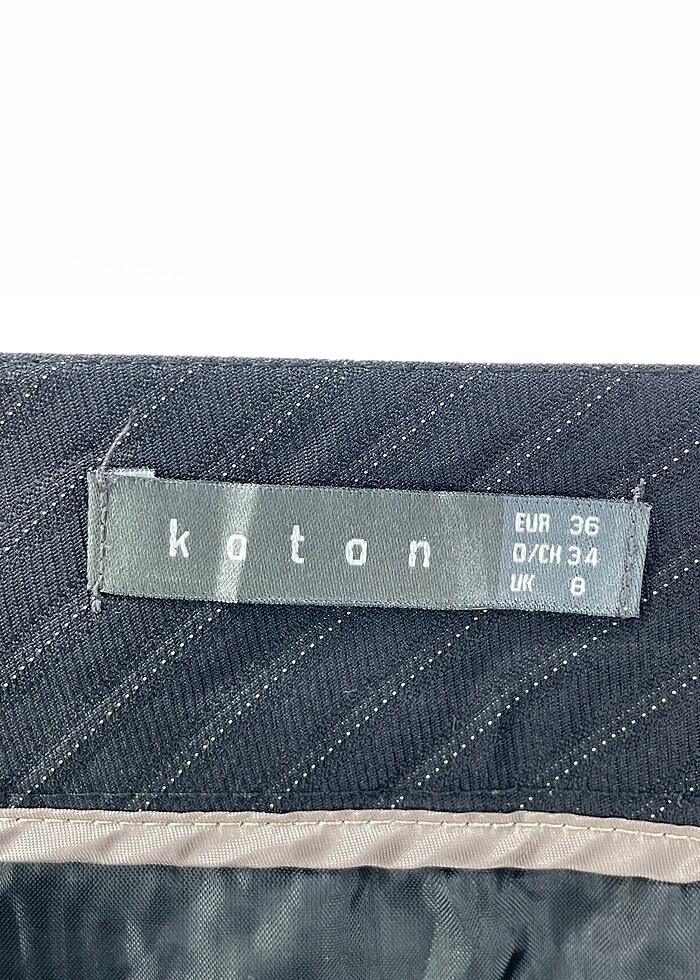 koton
EUR 36
D/CH 34
UK 8